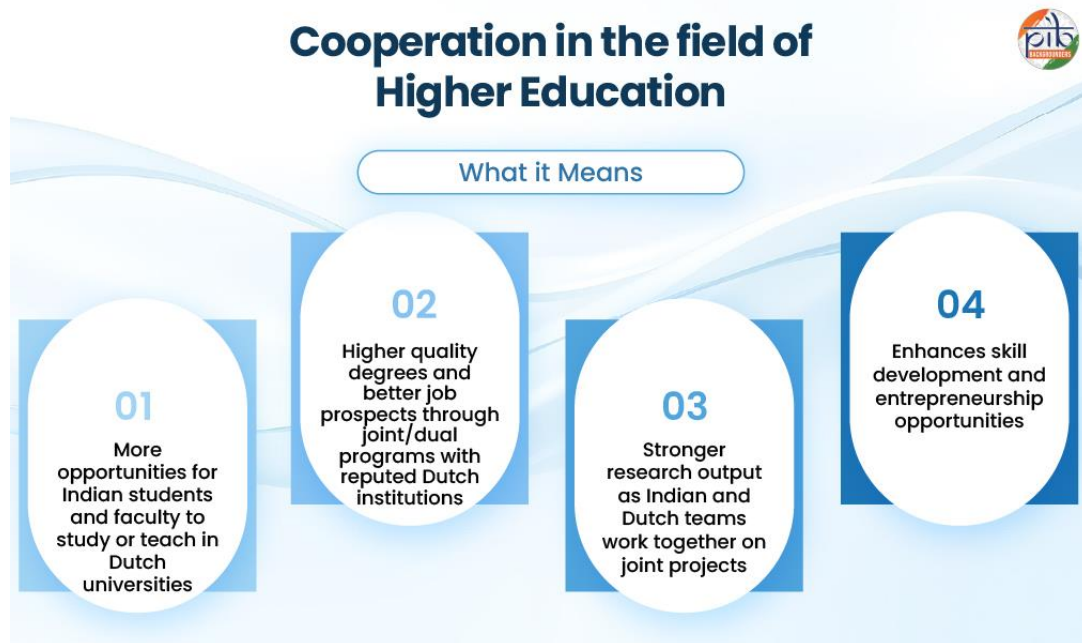 Cooperation in the field of
Higher Education
pib
BACKGROUNDERS
What it Means
01
More
opportunities for
Indian students
and faculty to
study or teach in
Dutch
universities
02
Higher quality
degrees and
better job
prospects through
joint/dual
programs with
reputed Dutch
institutions
03
Stronger
research output
as Indian and
Dutch teams
work together on
joint projects
04
Enhances skill
development and
entrepreneurship
opportunities